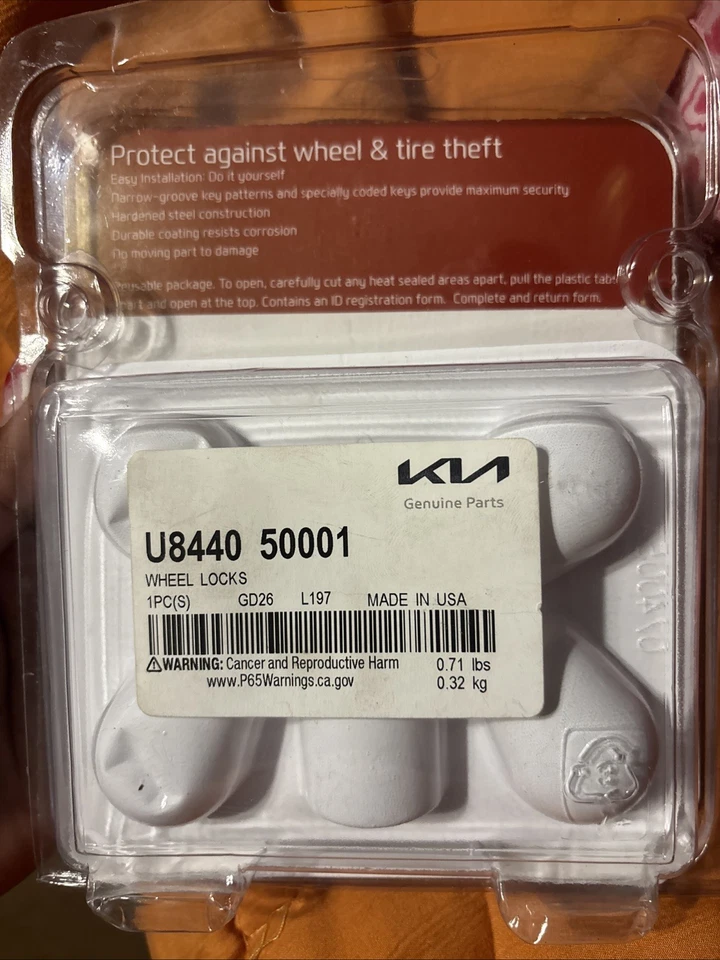 Protect against wheel & tire theft
Easy Installation: Do it yourself
Narrow-groove key patterns and specially coded keys provide maximum security
Hardened steel construction
Durable coating resists corrosion
No moving part to damage
package. To open, carefully cut any heat sealed areas apart, pull the plastic tabs
and open at the top. Contains an ID registration form. Complete and return form.
KIA
Genuine Parts
U8440 50001
WHEEL LOCKS
1PC(S) GD26 L197 MADE IN USA
⚠WARNING: Cancer and Reproductive Harm 0.71 lbs
www.P65Warnings.ca.gov 0.32 kg